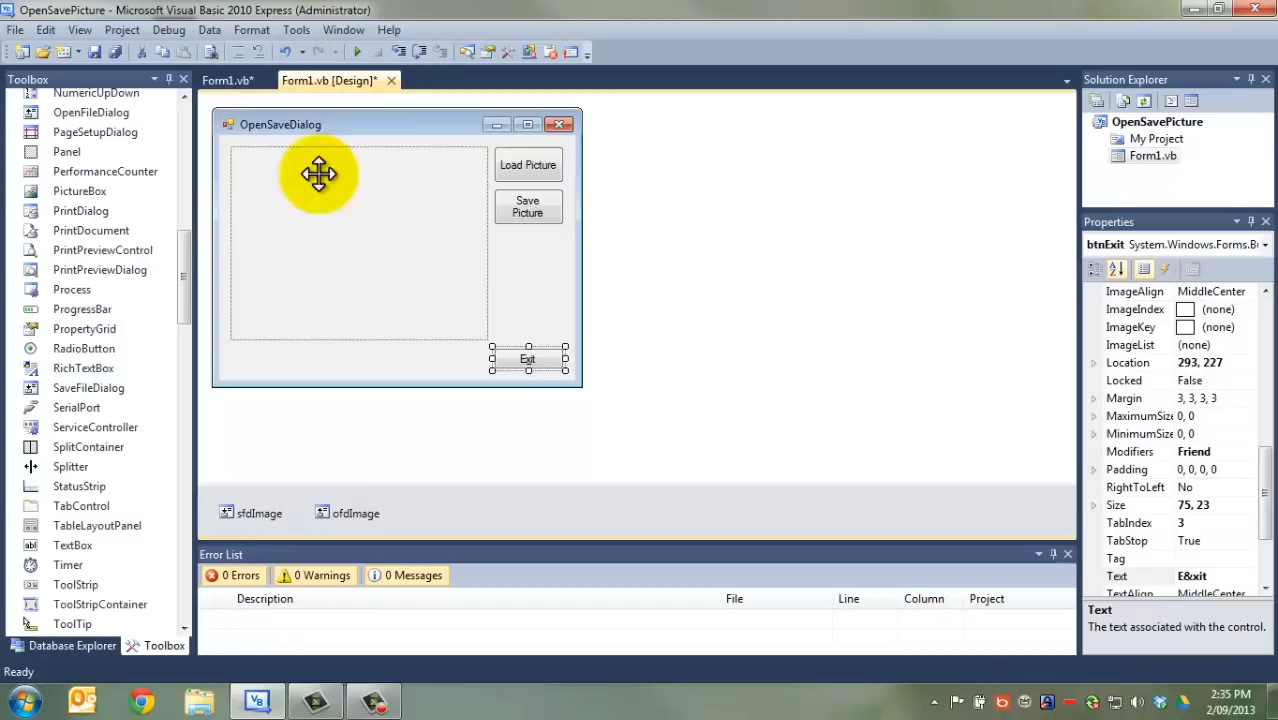 OpenSavePicture - Microsoft Visual Basic 2010 Express (Administrator)
File Edit View Project Debug Data Format Tools Window Help
Toolbox
NumericUpDown
OpenFileDialog
PageSetupDialog
Panel
PerformanceCounter
PictureBox
PrintDialog
PrintDocument
PrintPreviewControl
PrintPreviewDialog
Process
ProgressBar
PropertyGrid
RadioButton
RichTextBox
SaveFileDialog
SerialPort
ServiceController
SplitContainer
Splitter
StatusStrip
TabControl
TableLayoutPanel
TextBox
Timer
ToolStrip
ToolStripContainer
ToolTip
Database Explorer Toolbox
Form1.vb* Form1.vb [Design]*
OpenSaveDialog
Load Picture
Save
Picture
Exit
sfdImage ofdImage
Error List
0 Errors 0 Warnings 0 Messages
Description File Line Column Project
Solution Explorer
OpenSavePicture
My Project
Form1.vb
Properties
btnExit System.Windows.Forms.Bu
ImageAlign MiddleCenter
ImageIndex (none)
ImageKey (none)
ImageList (none)
Location 293, 227
Locked False
Margin 3, 3, 3, 3
MaximumSize 0, 0
MinimumSize 0, 0
Modifiers Friend
Padding 0, 0, 0, 0
RightToLeft No
Size 75, 23
TabIndex 3
TabStop True
Tag
Text E&xit
TextAlign MiddleCenter
Text
The text associated with the control.
Ready
2:35 PM
2/09/2013